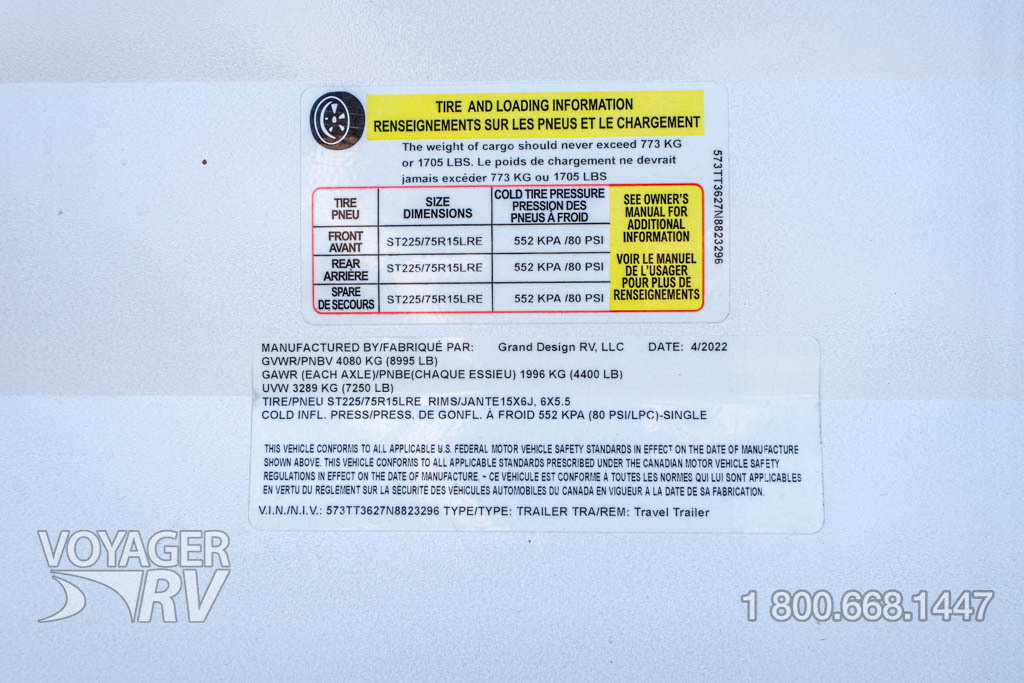 TIRE AND LOADING INFORMATION
RENSEIGNEMENTS SUR LES PNEUS ET LE CHARGEMENT
The weight of cargo should never exceed 773 KG
or 1705 LBS. Le poids de chargement ne devrait
jamais excéder 773 KG ou 1705 LBS
TIRE
PNEU
SIZE
DIMENSIONS
COLD TIRE PRESSURE
PRESSION DES
PNEUS À FROID
FRONT
AVANT
ST225/75R15LRE
552 KPA /80 PSI
REAR
ARRIÈRE
ST225/75R15LRE
552 KPA /80 PSI
SPARE
DE SECOURS
ST225/75R15LRE
552 KPA /80 PSI
SEE OWNER'S
MANUAL FOR
ADDITIONAL
INFORMATION
VOIR LE MANUEL
DE L'USAGER
POUR PLUS DE
RENSEIGNEMENTS
573TT3627N8823296
MANUFACTURED BY/FABRIQUÉ PAR: Grand Design RV, LLC DATE: 4/2022
GVWR/PNBV 4080 KG (8995 LB)
GAWR (EACH AXLE)/PNBE(CHAQUE ESSIEU) 1996 KG (4400 LB)
UVW 3289 KG (7250 LB)
TIRE/PNEU ST225/75R15LRE RIMS/JANTE15X6J, 6X5.5
COLD INFL. PRESS/PRESS. DE GONFL. À FROID 552 KPA (80 PSI/LPC)-SINGLE
THIS VEHICLE CONFORMS TO ALL APPLICABLE U.S. FEDERAL MOTOR VEHICLE SAFETY STANDARDS IN EFFECT ON THE DATE OF MANUFACTURE
SHOWN ABOVE. THIS VEHICLE CONFORMS TO ALL APPLICABLE STANDARDS PRESCRIBED UNDER THE CANADIAN MOTOR VEHICLE SAFETY
REGULATIONS IN EFFECT ON THE DATE OF MANUFACTURE. - CE VÉHICULE EST CONFORME À TOUTES LES NORMES QUI LUI SONT APPLICABLES
EN VERTU DU RÈGLEMENT SUR LA SÉCURITÉ DES VÉHICULES AUTOMOBILES DU CANADA EN VIGUEUR À LA DATE DE SA FABRICATION.
V.I.N./N.I.V.: 573TT3627N8823296 TYPE/TYPE: TRAILER TRA/REM: Travel Trailer
VOYAGER
RV
1 800.668.1447